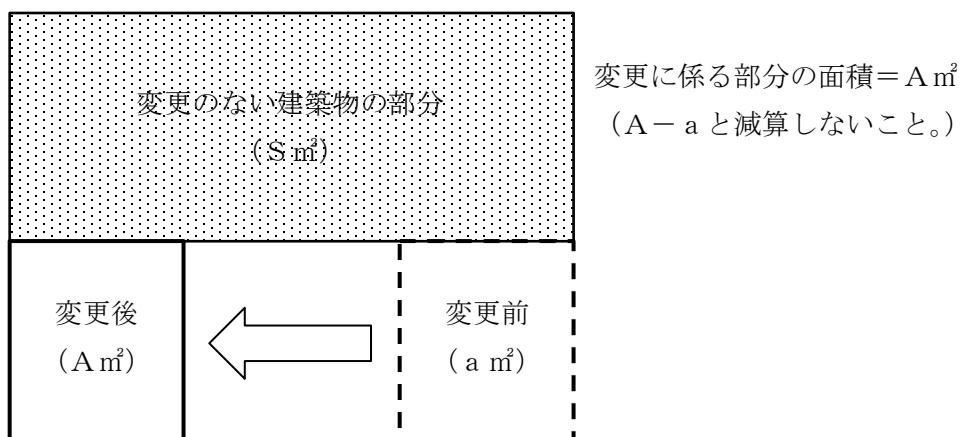 変更のない建築物の部分
（Ｓ㎡）
変更に係る部分の面積＝Ａ㎡
（Ａ－ａと減算しないこと。）
変更後
（Ａ㎡）
変更前
（ａ㎡）